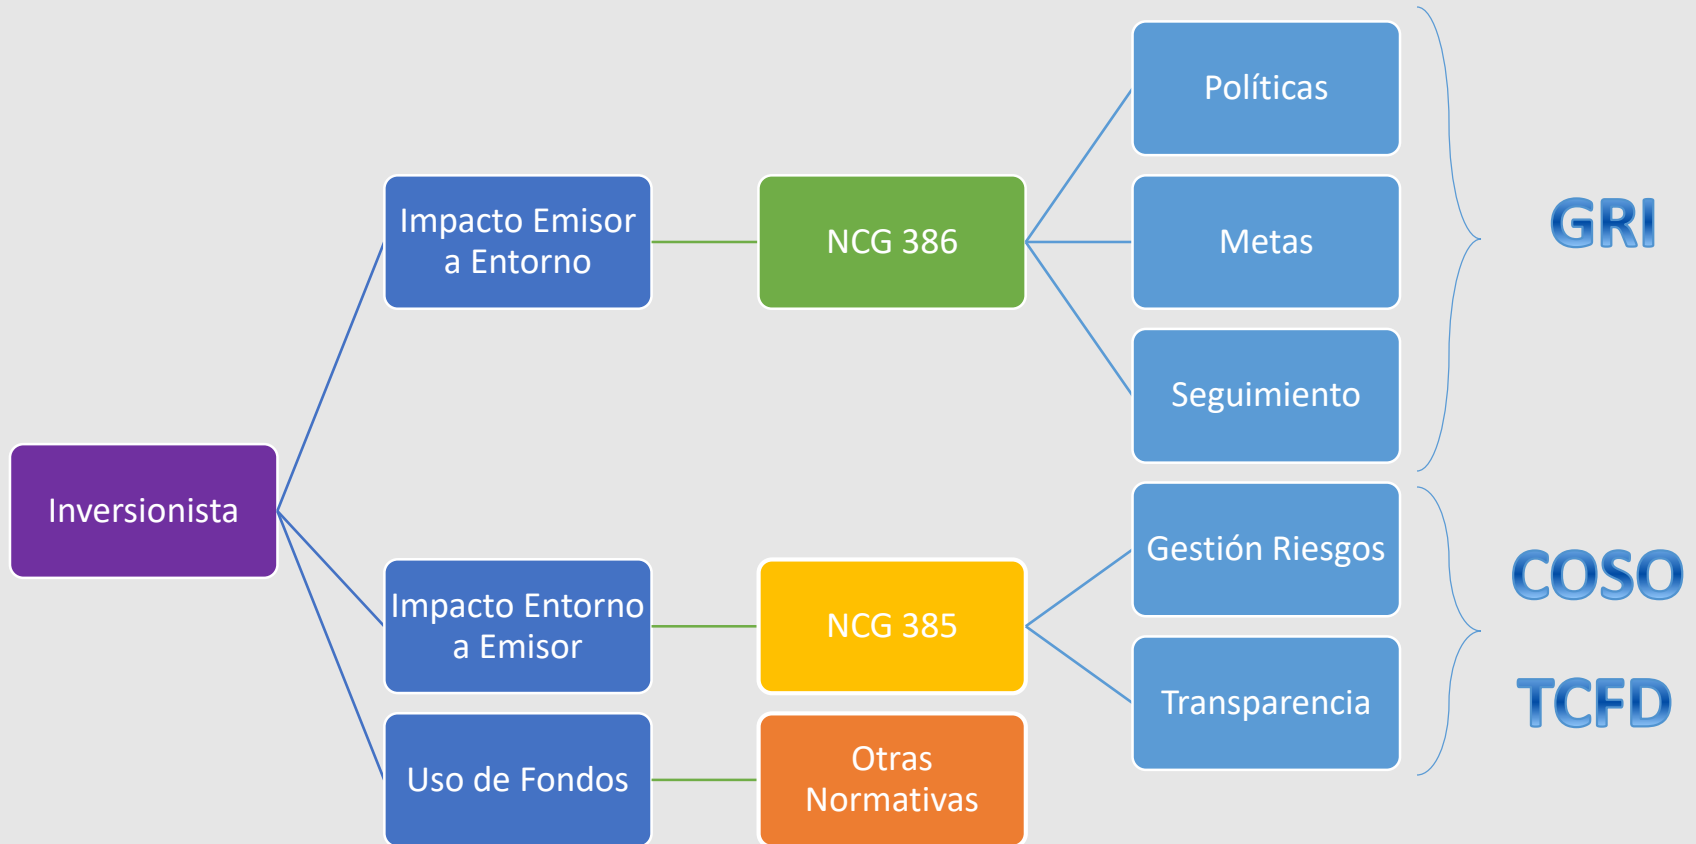 Políticas
Impacto Emisor
a Entorno
NCG 386
Metas
GRI
Seguimiento
Inversionista
Gestión Riesgos
COSO
Impacto Entorno
a Emisor
NCG 385
Transparencia
TCFD
Uso de Fondos
Otras
Normativas